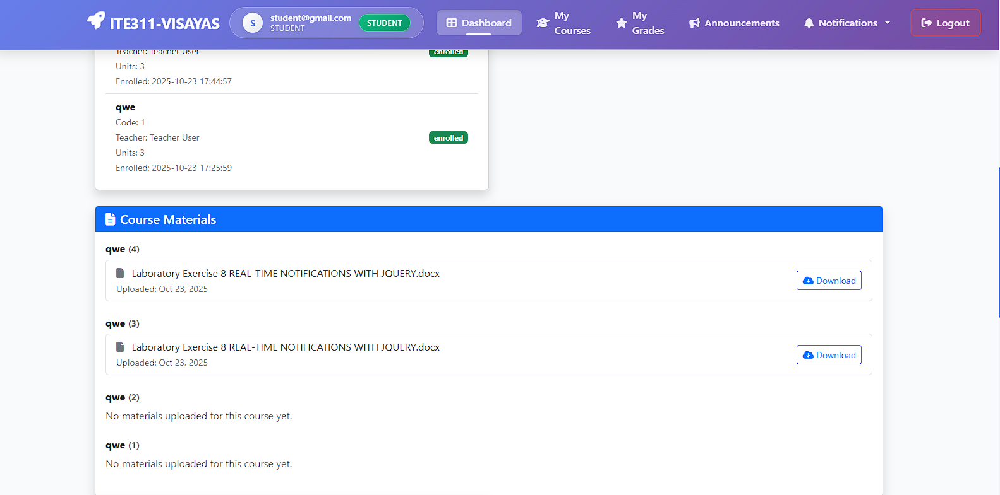 ITE311-VISAYAS
S
student@gmail.com
STUDENT
STUDENT
Dashboard
My
Courses
My
Grades
Announcements
Notifications
Logout
Teacher: Teacher User
enrolled
Units: 3
Enrolled: 2025-10-23 17:44:57
qwe
Code: 1
Teacher: Teacher User
enrolled
Units: 3
Enrolled: 2025-10-23 17:25:59
Course Materials
qwe (4)
Laboratory Exercise 8 REAL-TIME NOTIFICATIONS WITH JQUERY.docx
Uploaded: Oct 23, 2025
Download
qwe (3)
Laboratory Exercise 8 REAL-TIME NOTIFICATIONS WITH JQUERY.docx
Uploaded: Oct 23, 2025
Download
qwe (2)
No materials uploaded for this course yet.
qwe (1)
No materials uploaded for this course yet.